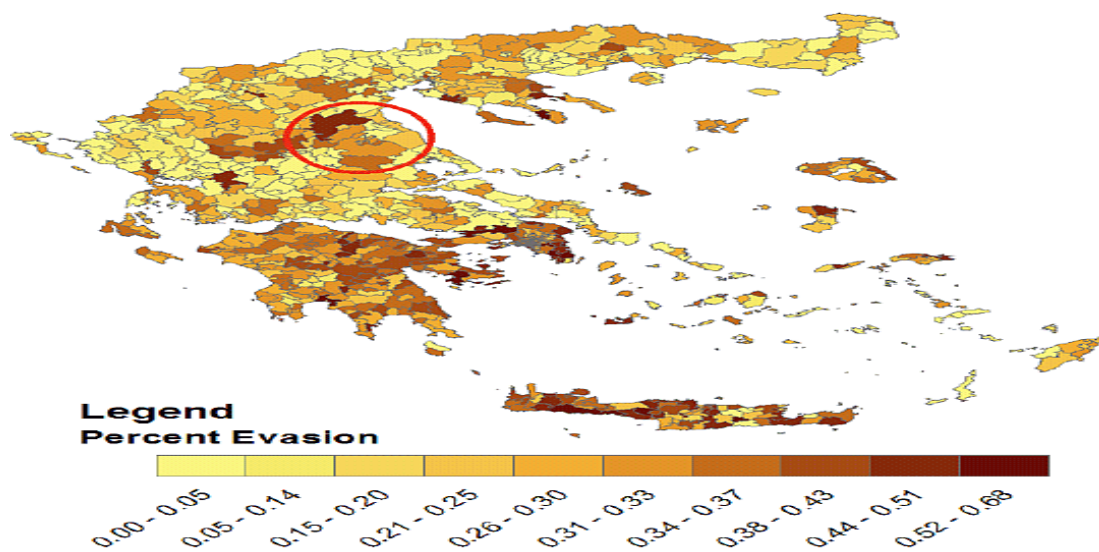 Legend
Percent Evasion
0.00 - 0.05
0.05 - 0.14
0.15 - 0.20
0.21 - 0.25
0.26 - 0.30
0.31 - 0.33
0.34 - 0.37
0.38 - 0.43
0.44 - 0.51
0.52 - 0.68